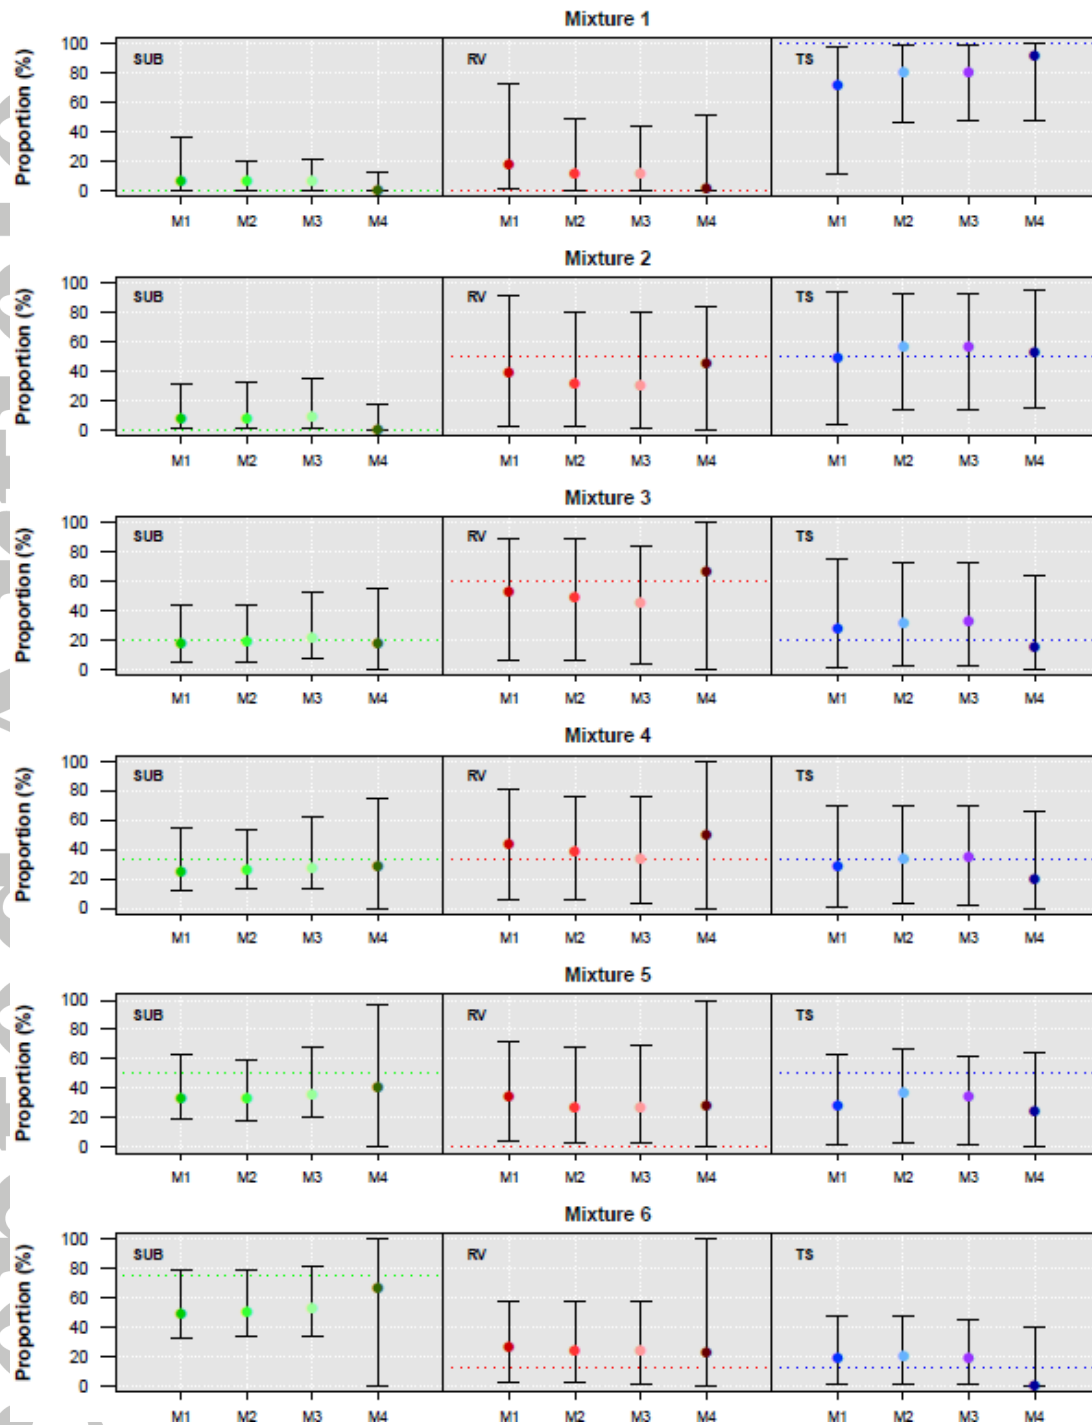 Mixture 1
Proportion (%)
100
80
60
40
20
0
SUB
RV
TS
M1 M2 M3 M4 M1 M2 M3 M4 M1 M2 M3 M4
Mixture 2
Proportion (%)
100
80
60
40
20
0
SUB
RV
TS
M1 M2 M3 M4 M1 M2 M3 M4 M1 M2 M3 M4
Mixture 3
Proportion (%)
100
80
60
40
20
0
SUB
RV
TS
M1 M2 M3 M4 M1 M2 M3 M4 M1 M2 M3 M4
Mixture 4
Proportion (%)
100
80
60
40
20
0
SUB
RV
TS
M1 M2 M3 M4 M1 M2 M3 M4 M1 M2 M3 M4
Mixture 5
Proportion (%)
100
80
60
40
20
0
SUB
RV
TS
M1 M2 M3 M4 M1 M2 M3 M4 M1 M2 M3 M4
Mixture 6
Proportion (%)
100
80
60
40
20
0
SUB
RV
TS
M1 M2 M3 M4 M1 M2 M3 M4 M1 M2 M3 M4